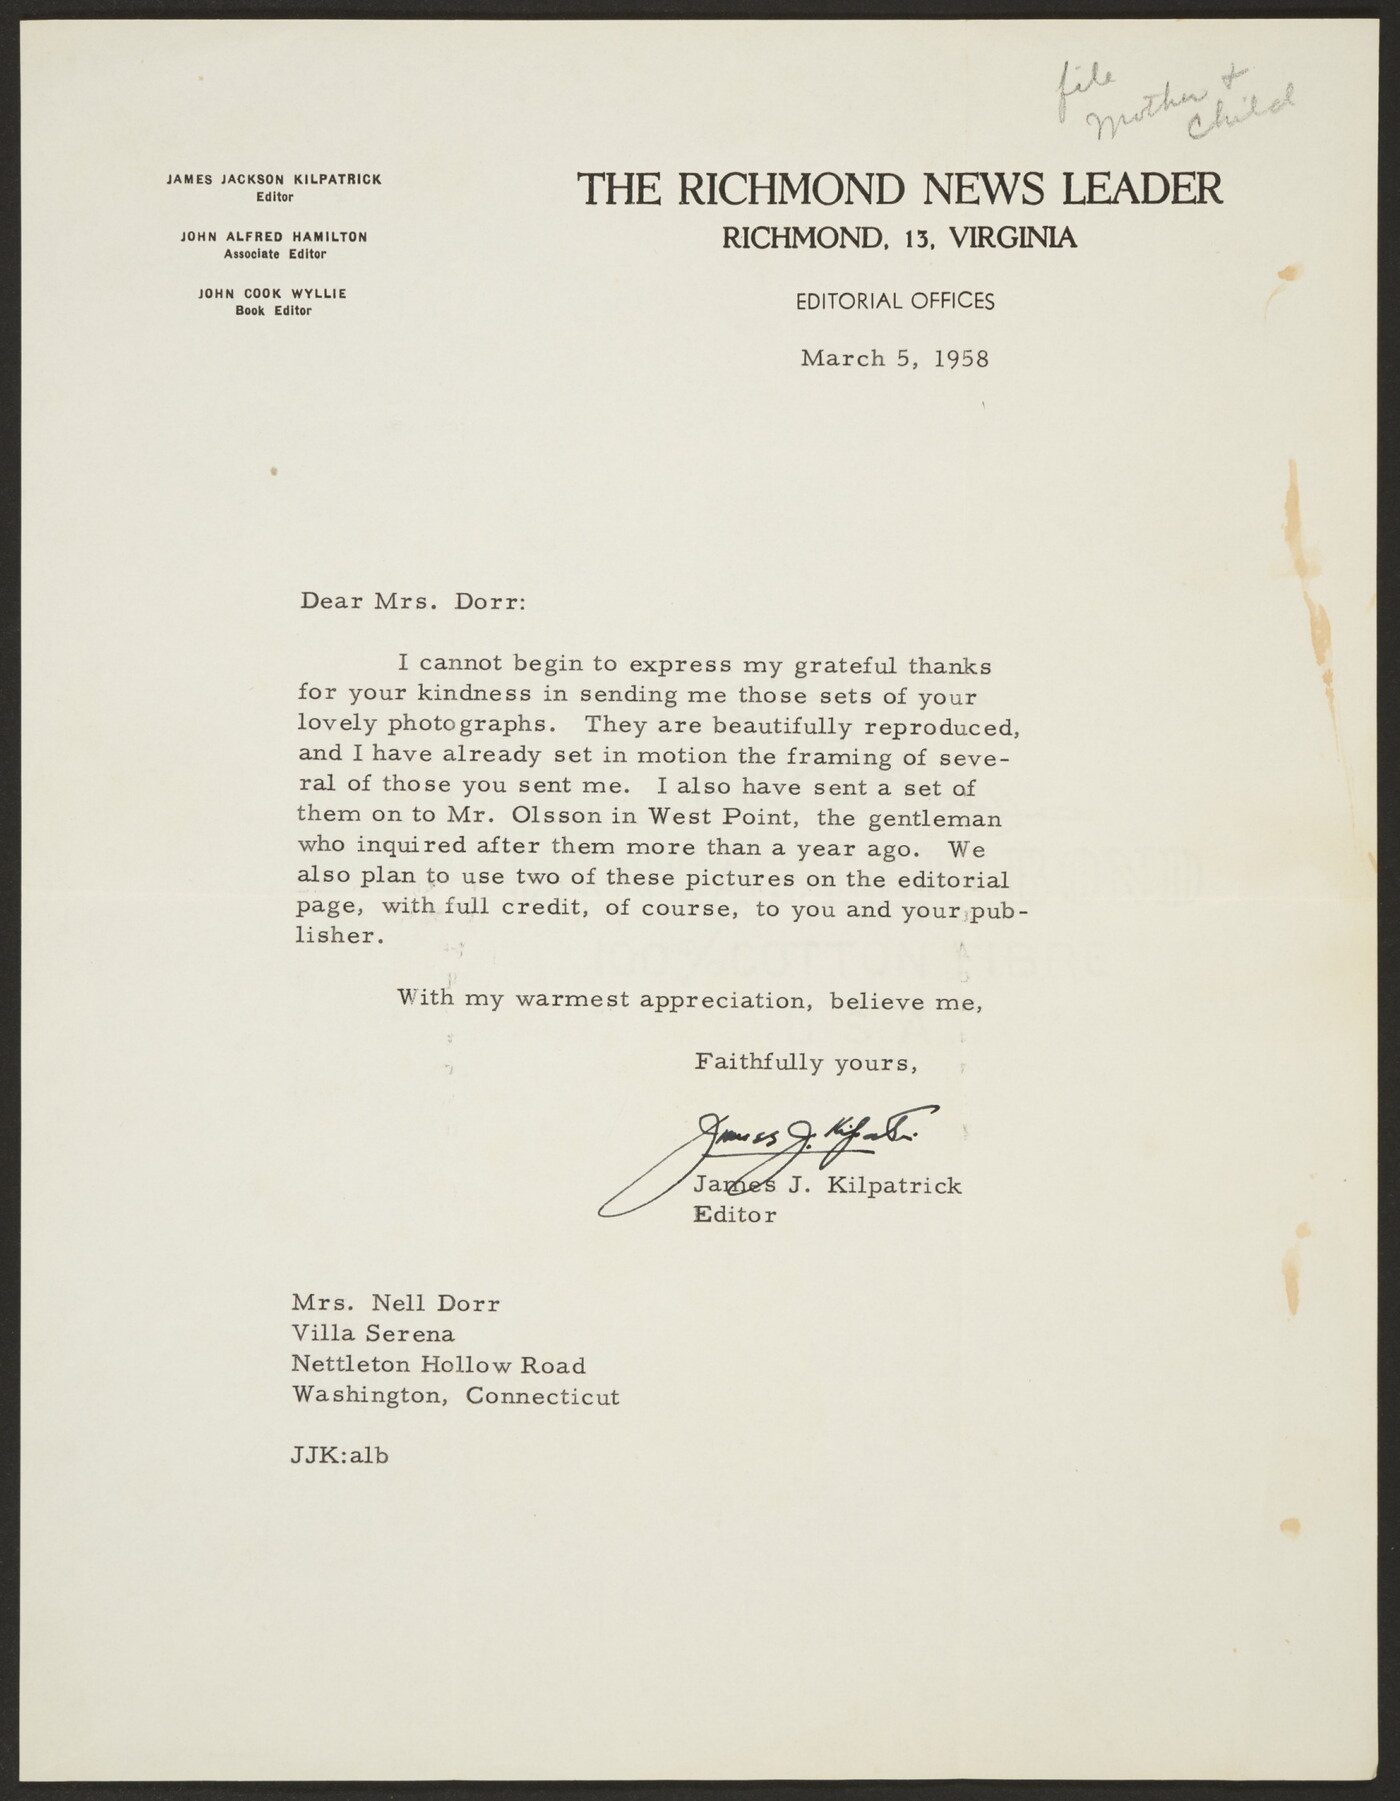 file
Mother &
Child
JAMES JACKSON KILPATRICK
Editor
JOHN ALFRED HAMILTON
Associate Editor
JOHN COOK WYLLIE
Book Editor
THE RICHMOND NEWS LEADER
RICHMOND, 13, VIRGINIA
EDITORIAL OFFICES
March 5, 1958
Dear Mrs. Dorr:
I cannot begin to express my grateful thanks
for your kindness in sending me those sets of your
lovely photographs. They are beautifully reproduced,
and I have already set in motion the framing of seve-
ral of those you sent me. I also have sent a set of
them on to Mr. Olsson in West Point, the gentleman
who inquired after them more than a year ago. We
also plan to use two of these pictures on the editorial
page, with full credit, of course, to you and your pub-
lisher.
With my warmest appreciation, believe me,
Faithfully yours,
James J. Kilpatrick
James J. Kilpatrick
Editor
Mrs. Nell Dorr
Villa Serena
Nettleton Hollow Road
Washington, Connecticut
JJK:alb